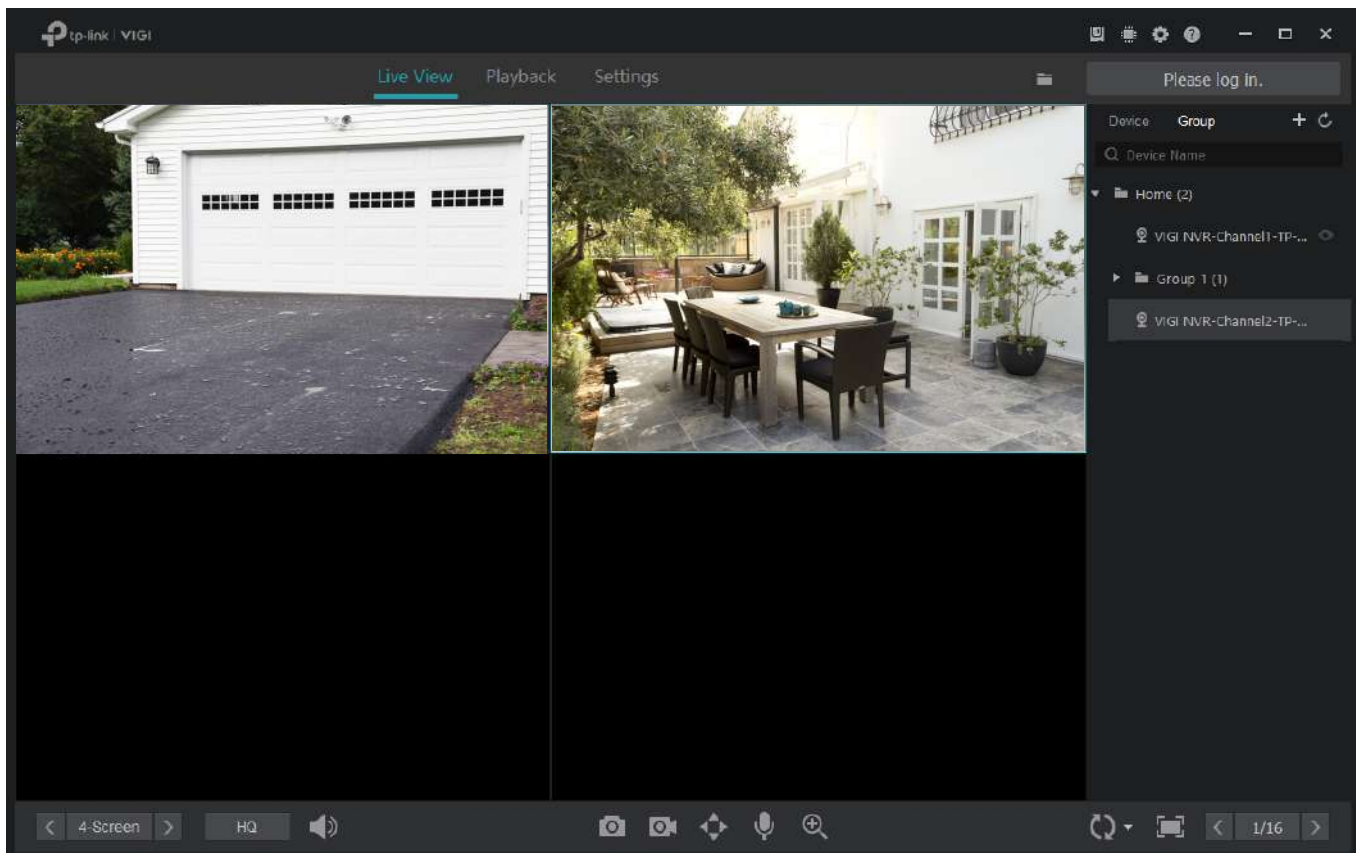 tp-link | VIGI
Live View Playback Settings
Please log in.
Device Group
Device Name
Home (2)
VIGI NVR-Channel1-TP-...
Group 1 (1)
VIGI NVR-Channel2-TP-...
4-Screen HQ 1/16